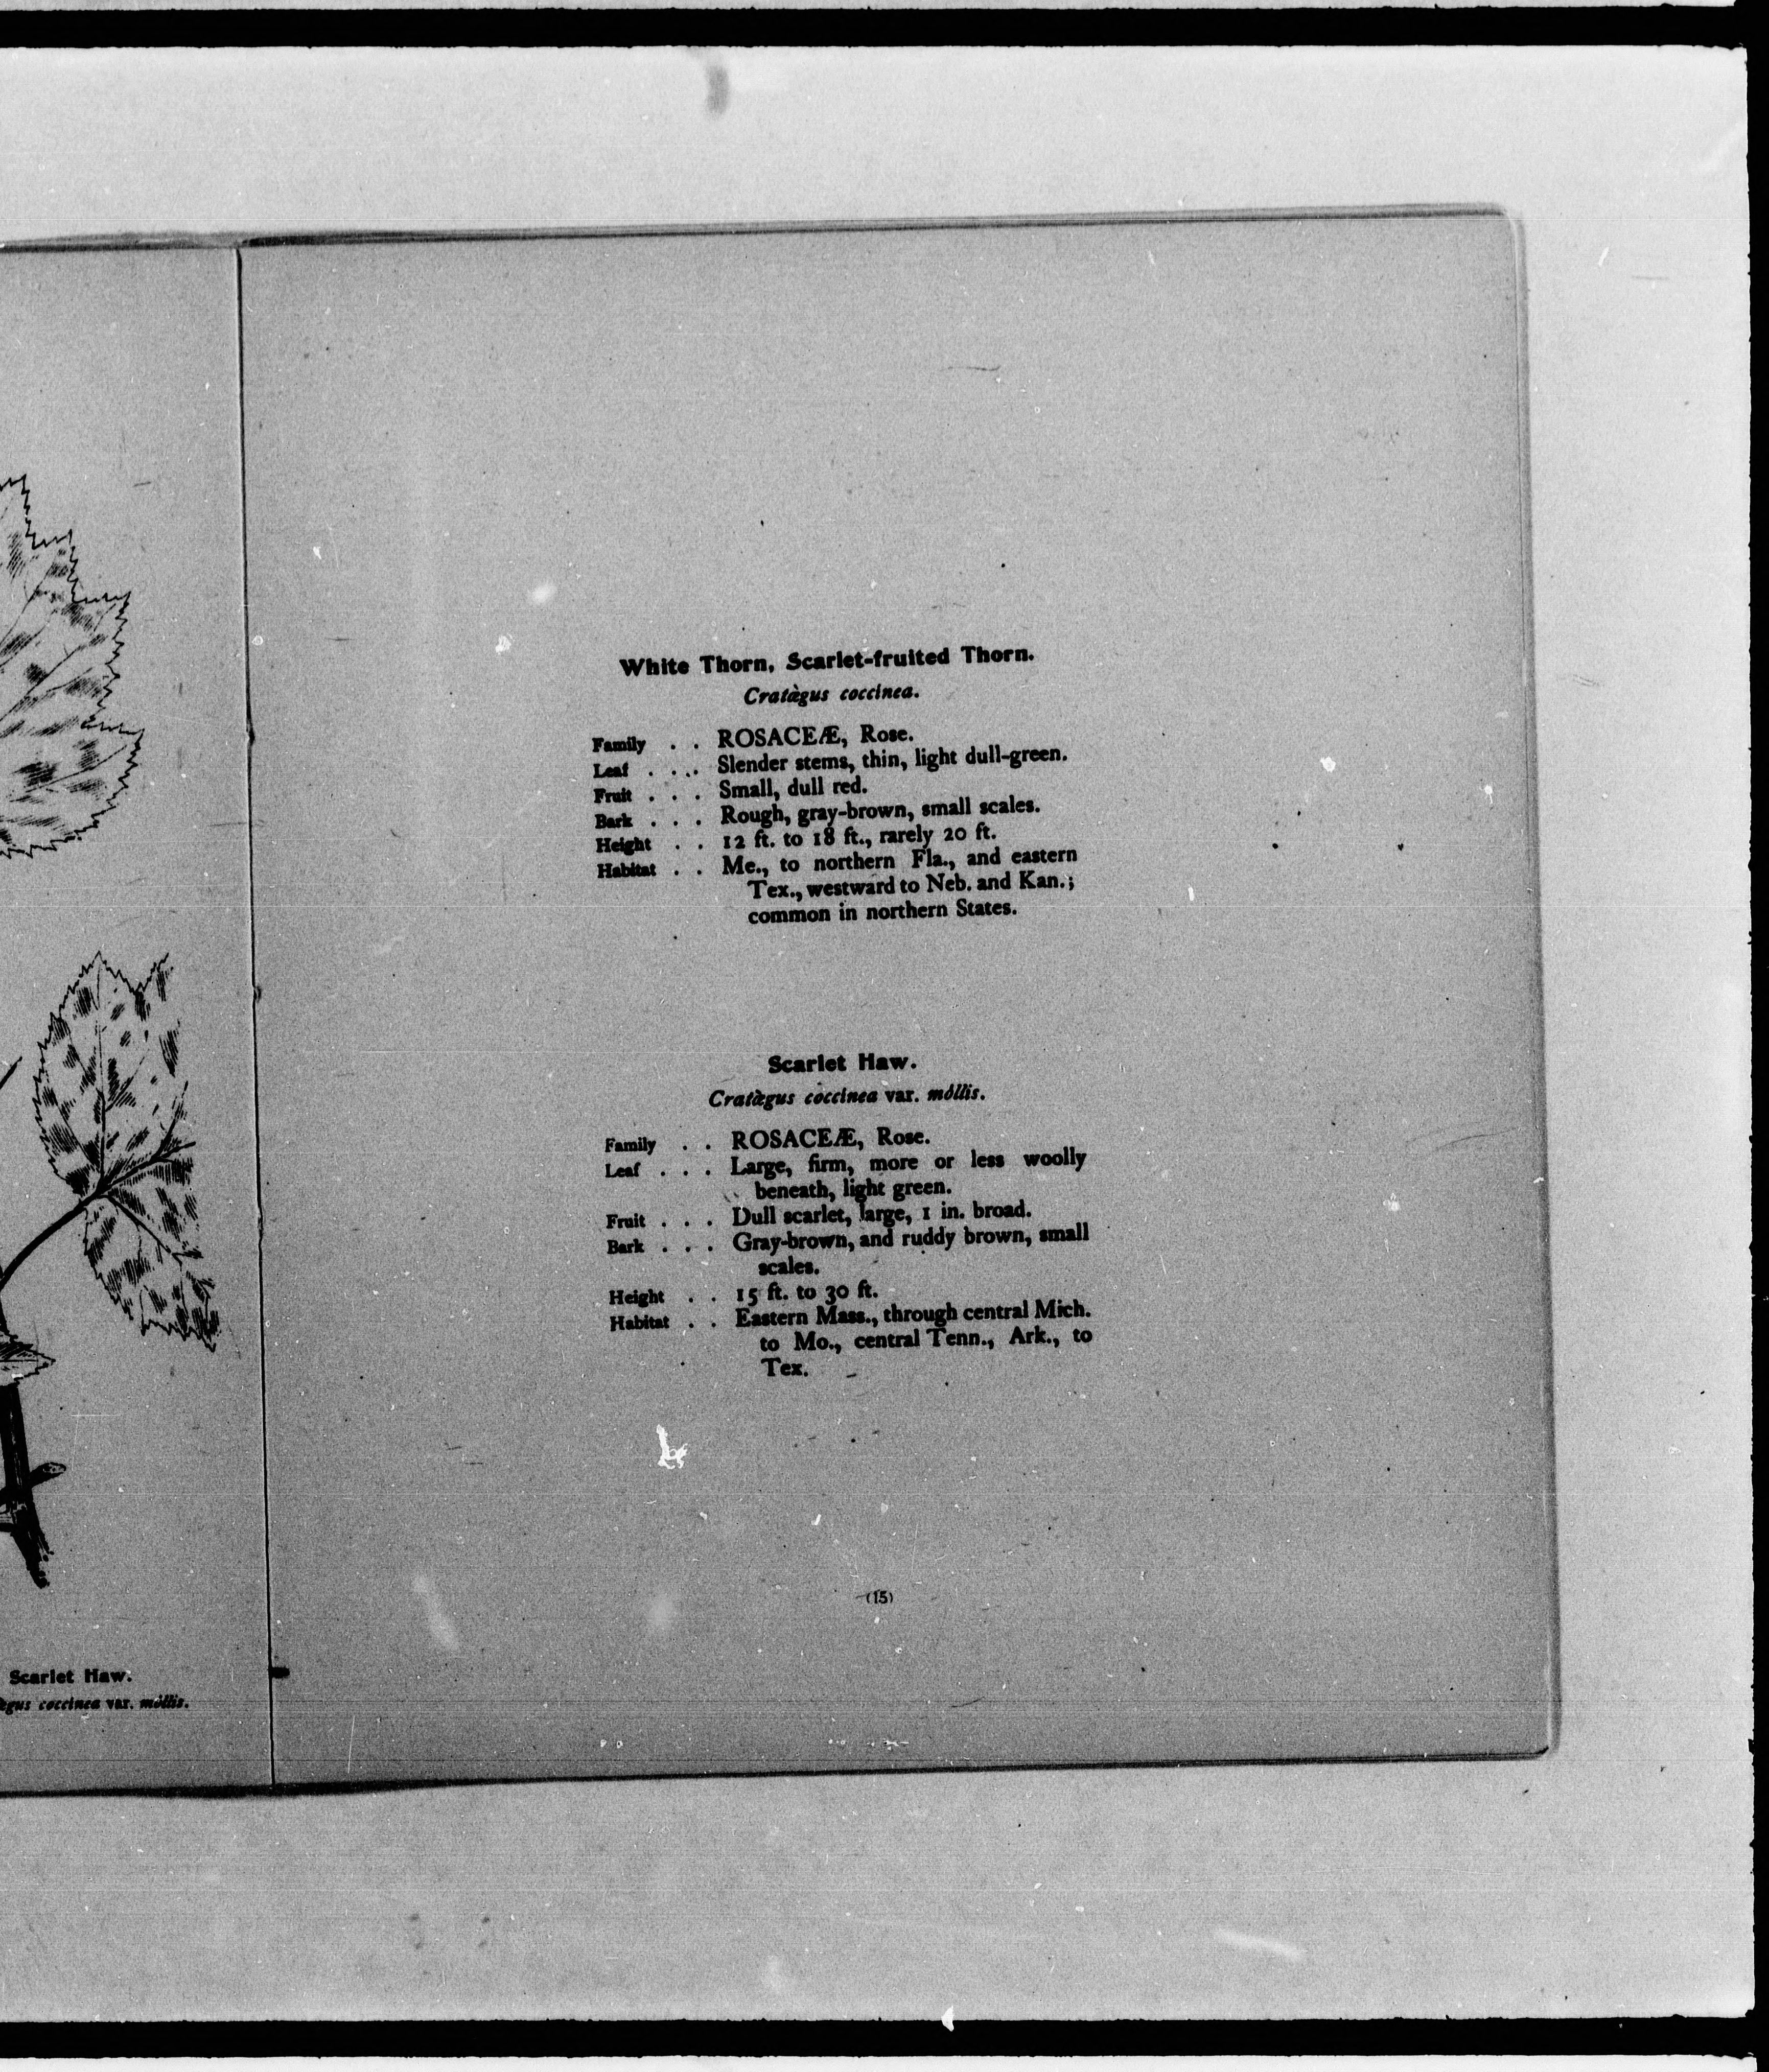 Scarlet Haw.
coccinea var. móllis.
White Thorn, Scarlet-fruited Thorn.
Cratægus coccinea.
Family . . ROSACEÆ, Rose.
Leaf . . . Slender stems, thin, light dull-green.
Fruit . . . Small, dull red.
Bark . . . Rough, gray-brown, small scales.
Height . . 12 ft. to 18 ft., rarely 20 ft.
Habitat . . Me., to northern Fla., and eastern
Tex., westward to Neb. and Kan.;
common in northern States.
Scarlet Haw.
Cratægus coccinea var. móllis.
Family . . ROSACEÆ, Rose.
Leaf . . . Large, firm, more or less woolly
beneath, light green.
Fruit . . . Dull scarlet, large, 1 in. broad.
Bark . . . Gray-brown, and ruddy brown, small
scales.
Height . . 15 ft. to 30 ft.
Habitat . . Eastern Mass., through central Mich.
to Mo., central Tenn., Ark., to
Tex.
(15)